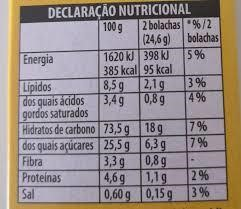 DECLARAÇÃO NUTRICIONAL
100 g 2 bolachas (24,6 g) * % / 2 bolachas
Energia 1620 kJ 398 kJ 5 %
385 kcal 95 kcal
Lípidos 8,5 g 2,1 g 3 %
dos quais ácidos gordos saturados 3,4 g 0,8 g 4 %
Hidratos de carbono 73,5 g 18 g 7 %
dos quais açúcares 25,5 g 6,3 g 7 %
Fibra 3,3 g 0,8 g -
Proteínas 4,6 g 1,1 g 2 %
Sal 0,60 g 0,15 g 3 %